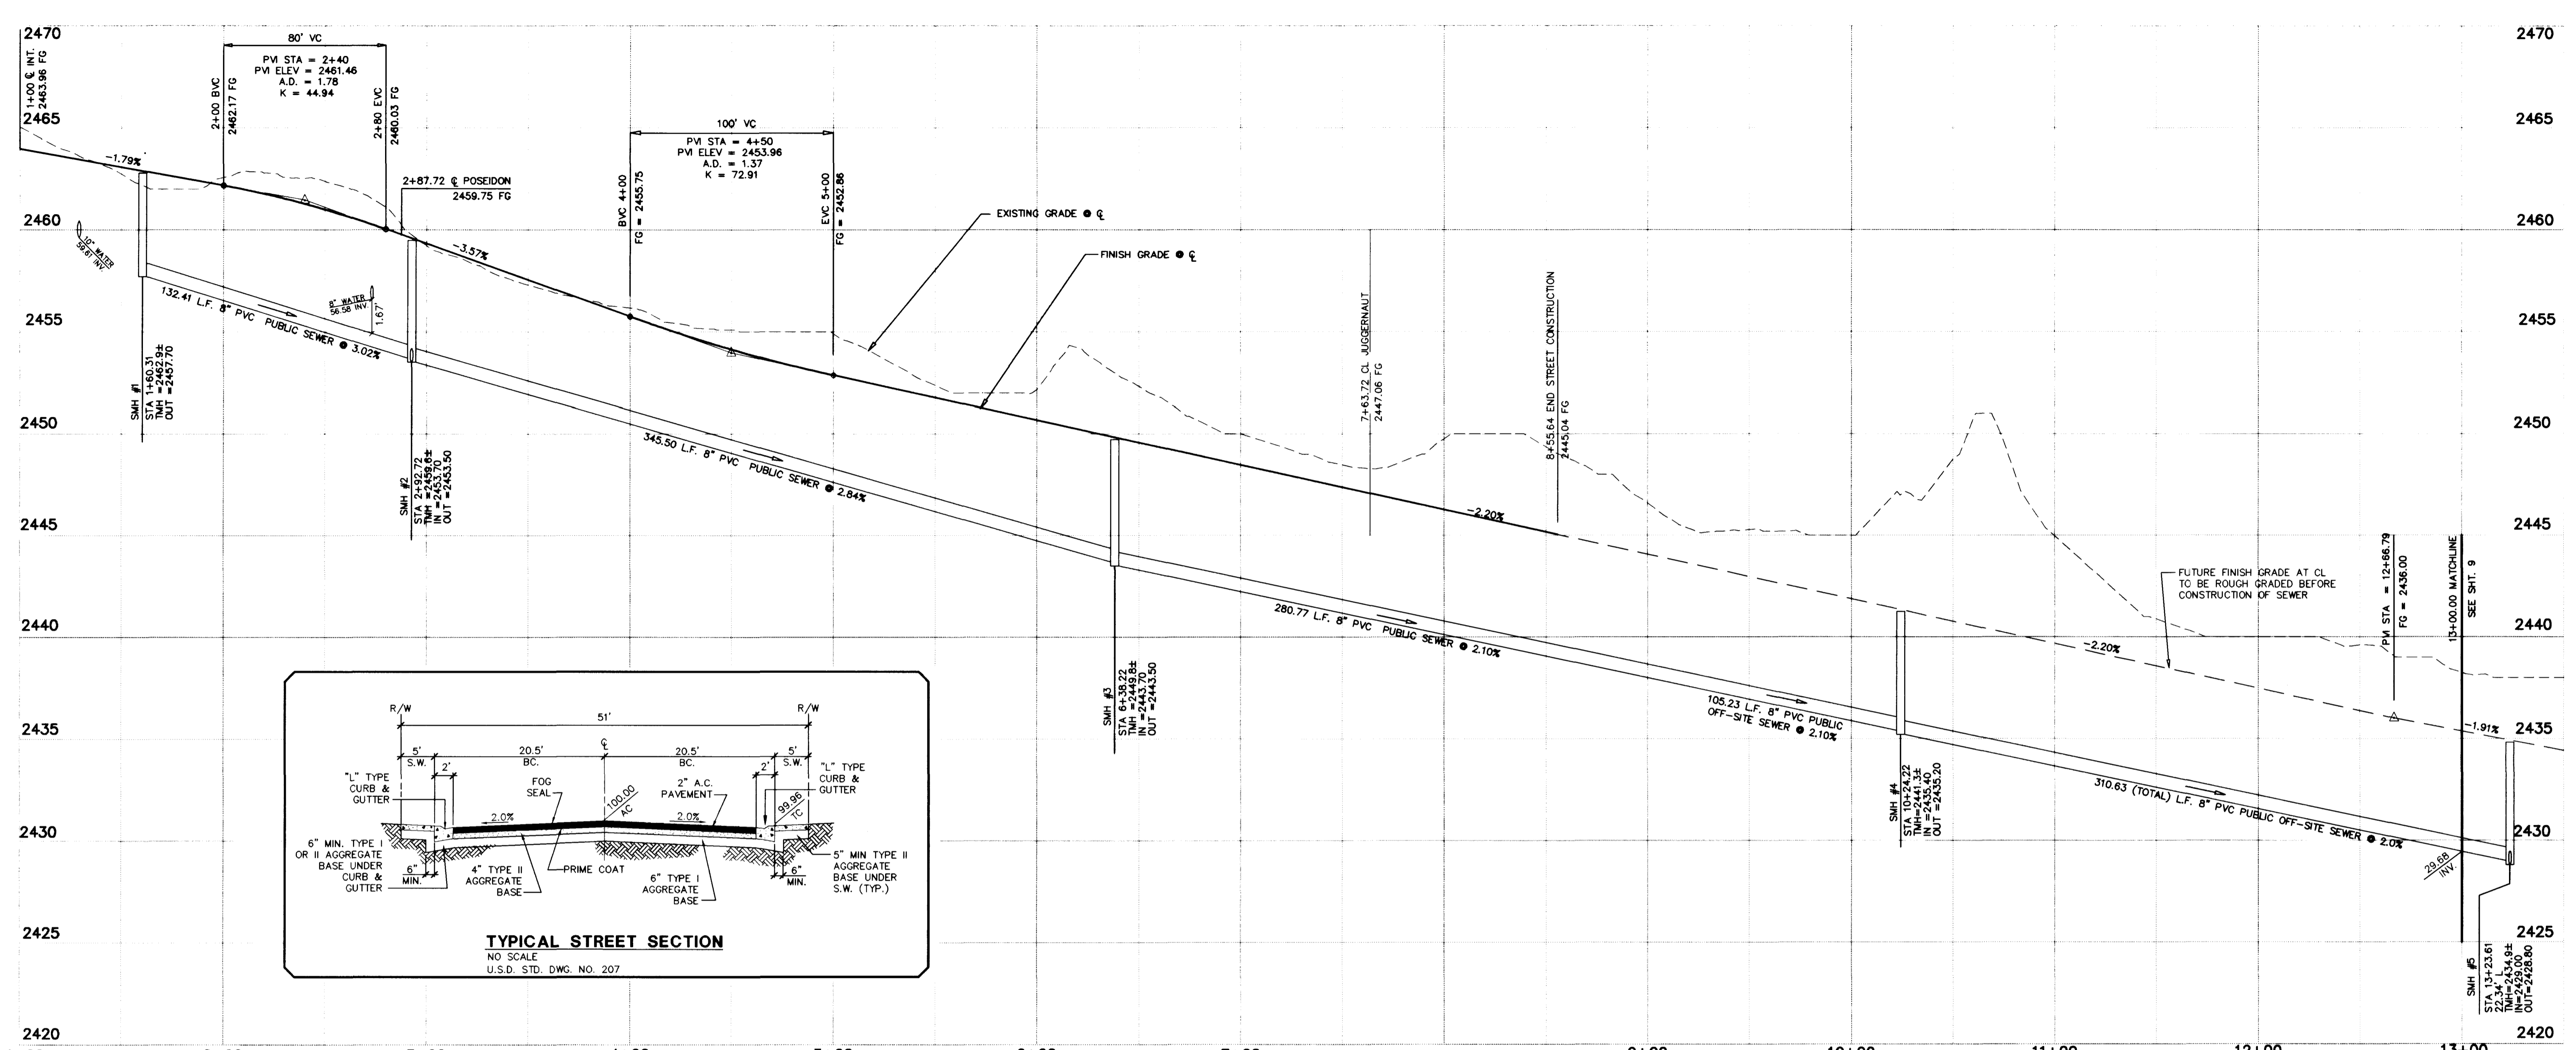 2470
2465
2460
2455
2450
2445
2440
2435
2430
2425
2420
1+00 ℄ INT.
2463.96 FG
-1.79%
10" WATER
59.61 INV.
132.41 L.F. 8" PVC PUBLIC SEWER @ 3.02%
SMH #1
STA 1+60.31
TMH =2462.9±
OUT =2457.70
2+00 BVC
2462.17 FG
80' VC
PVI STA = 2+40
PVI ELEV = 2461.46
A.D. = 1.78
K = 44.94
2+80 EVC
2460.03 FG
2+87.72 ℄ POSEIDON
2459.75 FG
8" WATER
56.58 INV.
1.67'
SMH #2
STA 2+92.72
TMH =2459.6±
IN =2453.70
OUT =2453.50
-3.57%
345.50 L.F. 8" PVC PUBLIC SEWER @ 2.84%
BVC 4+00
FG = 2455.75
100' VC
PVI STA = 4+50
PVI ELEV = 2453.96
A.D. = 1.37
K = 72.91
EVC 5+00
FG = 2452.86
EXISTING GRADE @ ℄
FINISH GRADE @ ℄
SMH #3
STA 6+38.22
TMH =2449.8±
IN =2443.70
OUT =2443.50
280.77 L.F. 8" PVC PUBLIC SEWER @ 2.10%
7+63.72 CL JUGGERNAUT
2447.06 FG
-2.20%
8+55.64 END STREET CONSTRUCTION
2445.04 FG
105.23 L.F. 8" PVC PUBLIC
OFF-SITE SEWER @ 2.10%
SMH #4
STA 10+24.22
TMH=2441.3±
IN =2435.40
OUT =2435.20
-2.20%
FUTURE FINISH GRADE AT CL
TO BE ROUGH GRADED BEFORE
CONSTRUCTION OF SEWER
310.63 (TOTAL) L.F. 8" PVC PUBLIC OFF-SITE SEWER @ 2.0%
PVI STA = 12+66.79
FG = 2436.00
13+00.00 MATCHLINE
SEE SHT. 9
-1.91%
29.68
INV.
SMH #5
STA 13+23.61
22.34' L
TMH=2434.9±
IN=2429.00
OUT=2428.80
2470
2465
2460
2455
2450
2445
2440
2435
2430
2425
2420
R/W
R/W
51'
5'
S.W.
20.5'
BC.
℄
20.5'
BC.
5'
S.W.
2'
2'
"L" TYPE
CURB &
GUTTER
FOG
SEAL
100.00
AC
2" A.C.
PAVEMENT
"L" TYPE
CURB &
GUTTER
99.96
TC
2.0%
2.0%
6" MIN. TYPE I
OR II AGGREGATE
BASE UNDER
CURB &
GUTTER
6"
MIN.
4" TYPE II
AGGREGATE
BASE
PRIME COAT
6" TYPE I
AGGREGATE
BASE
6"
MIN.
5" MIN TYPE II
AGGREGATE
BASE UNDER
S.W. (TYP.)
TYPICAL STREET SECTION
NO SCALE
U.S.D. STD. DWG. NO. 207
10+00
11+00
12+00
13+00